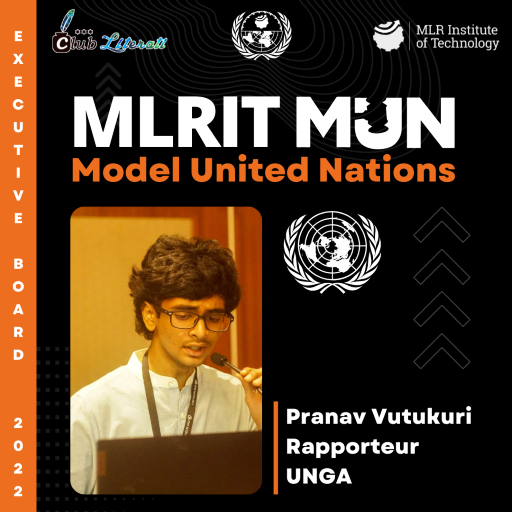 Club Literati
MLR Institute
of Technology
MLRIT MUN
Model United Nations
EXECUTIVE BOARD 2022
Pranav Vutukuri
Rapporteur
UNGA